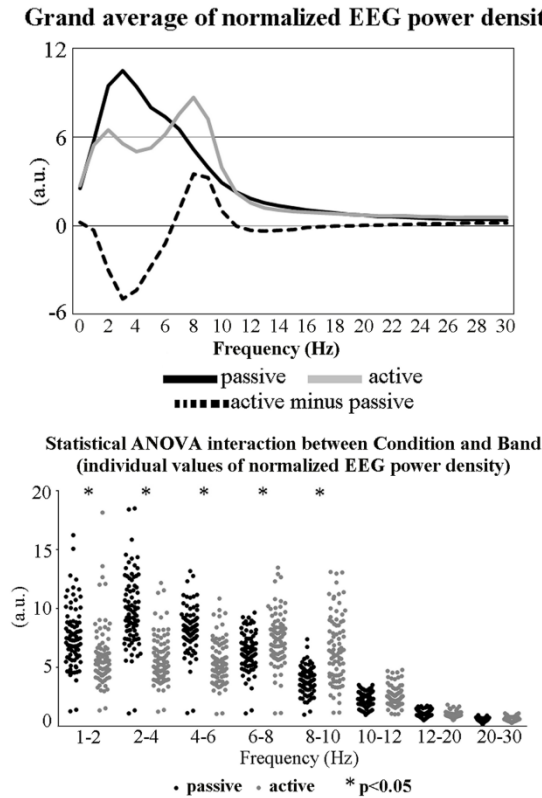 Grand average of normalized EEG power densit
12
6
0
-6
(a.u.)
0 2 4 6 8 10 12 14 16 18 20 22 24 26 28 30
Frequency (Hz)
passive active
active minus passive
Statistical ANOVA interaction between Condition and Band
(individual values of normalized EEG power density)
20
15
10
5
0
(a.u.)
* * * * *
1-2 2-4 4-6 6-8 8-10 10-12 12-20 20-30
Frequency (Hz)
• passive • active * p<0.05